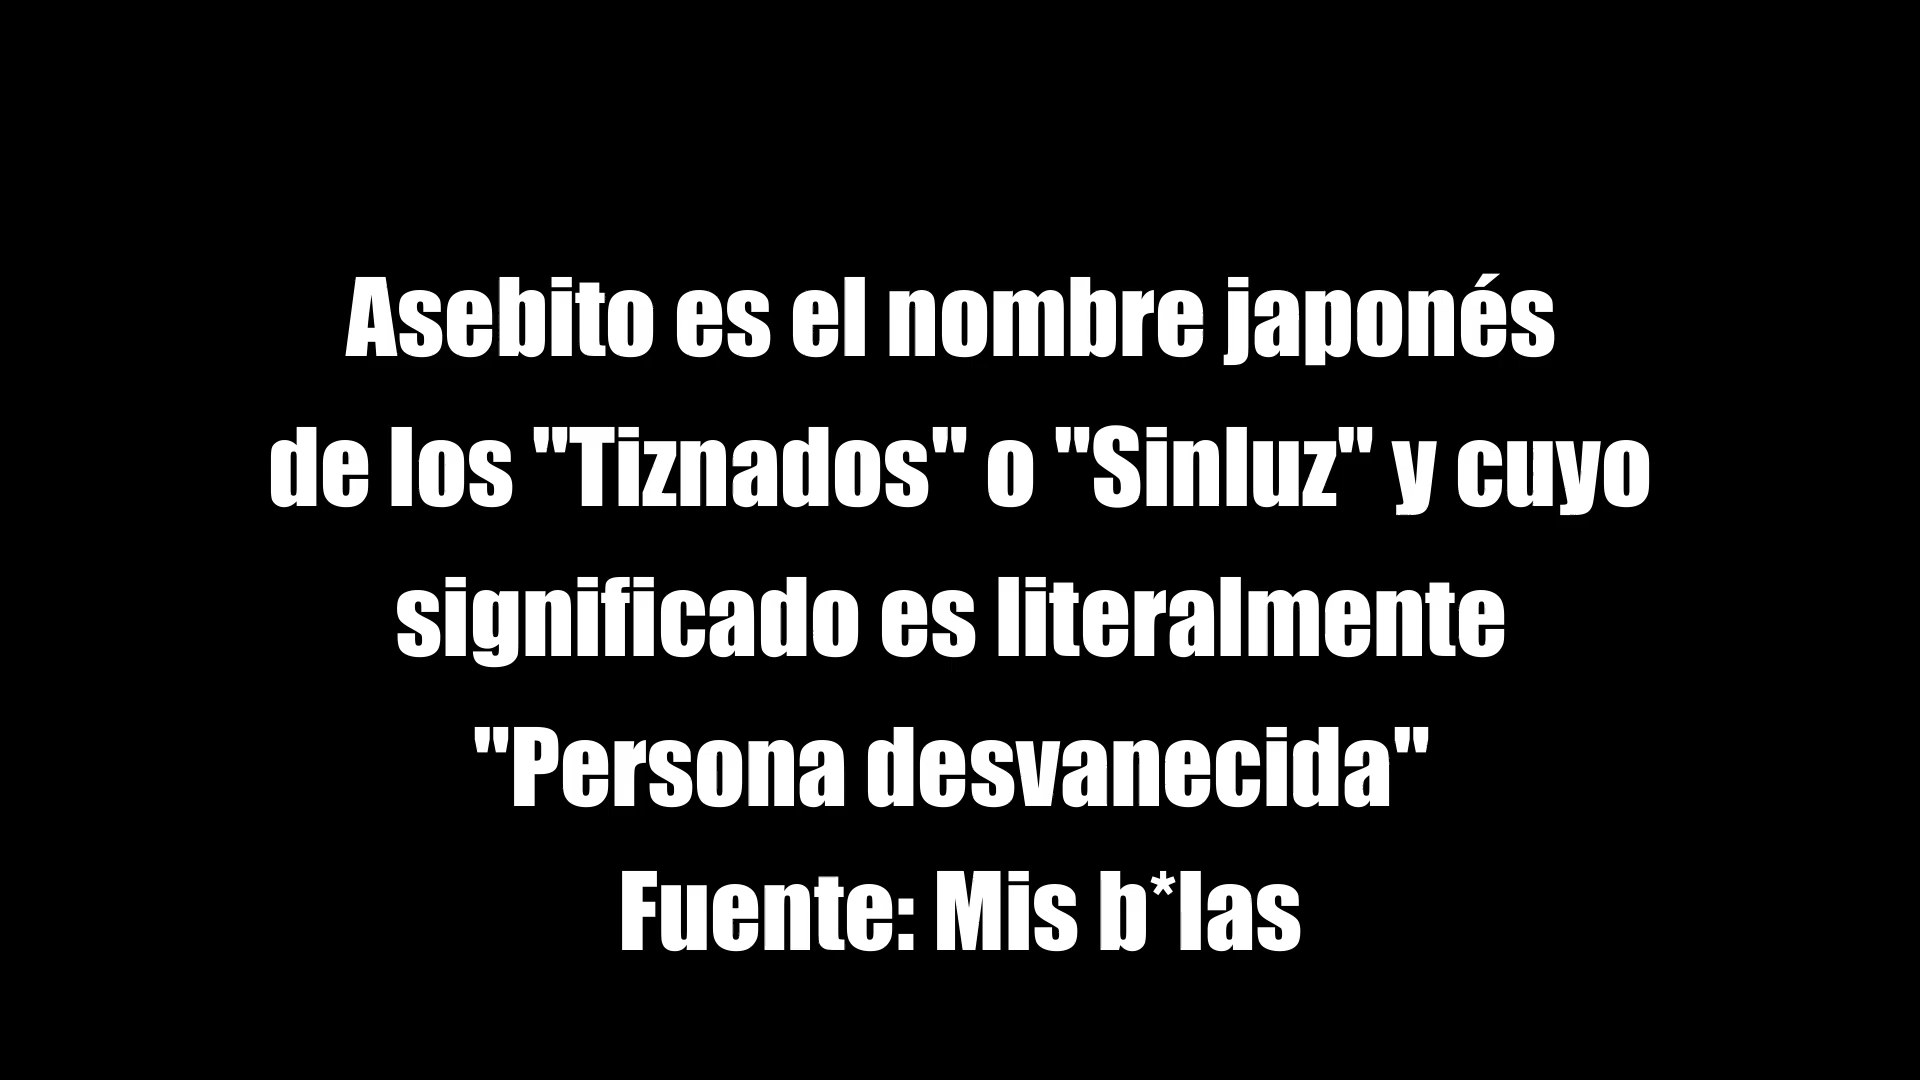 Asebito es el nombre japonés
de los "Tiznados" o "Sinluz" y cuyo
significado es literalmente
"Persona desvanecida"
Fuente: Mis b*las